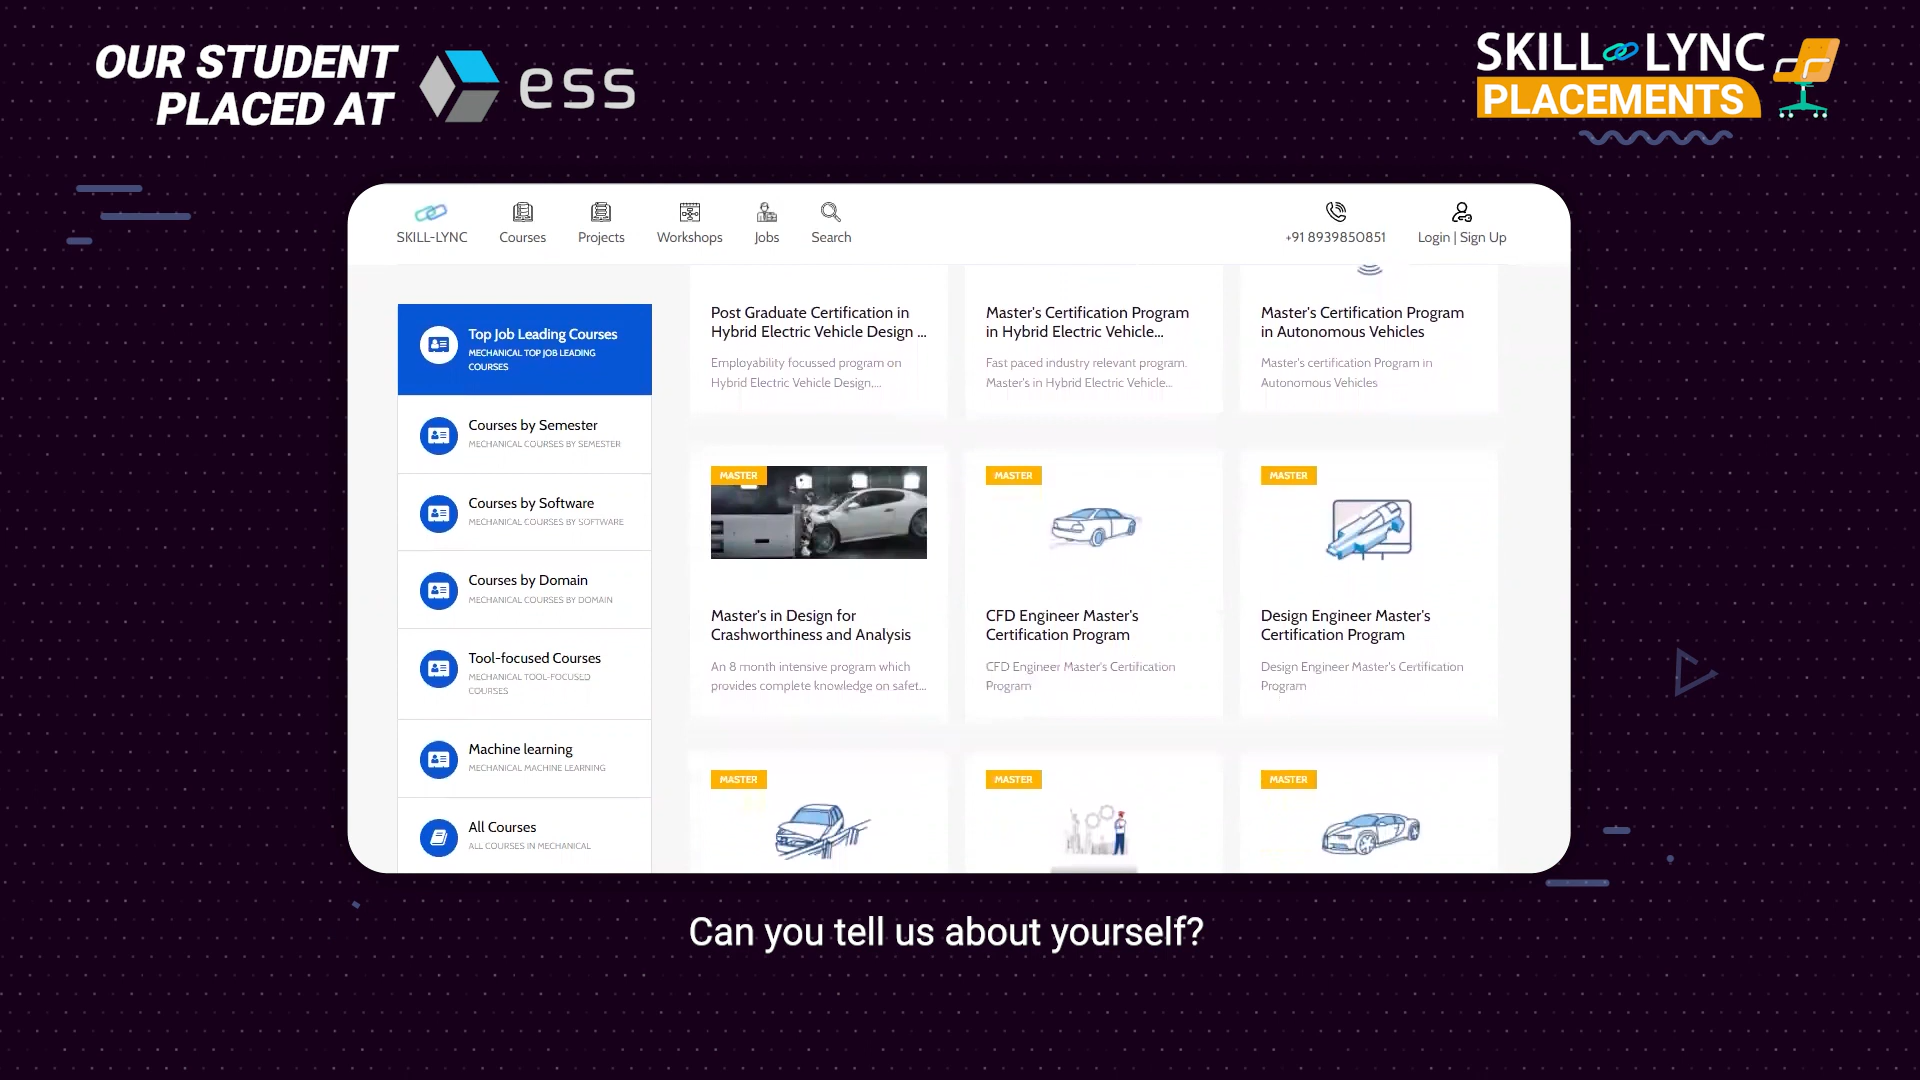 OUR STUDENT
PLACED AT
ess
SKILL LYNC
PLACEMENTS
SKILL-LYNC
Courses
Projects
Workshops
Jobs
Search
+91 8939850851
Login | Sign Up
Top Job Leading Courses
MECHANICAL TOP JOB LEADING
COURSES
Courses by Semester
MECHANICAL COURSES BY SEMESTER
Courses by Software
MECHANICAL COURSES BY SOFTWARE
Courses by Domain
MECHANICAL COURSES BY DOMAIN
Tool-focused Courses
MECHANICAL TOOL-FOCUSED
COURSES
Machine learning
MECHANICAL MACHINE LEARNING
All Courses
ALL COURSES IN MECHANICAL
Post Graduate Certification in
Hybrid Electric Vehicle Design ...
Employability focussed program on
Hybrid Electric Vehicle Design,...
Master's Certification Program
in Hybrid Electric Vehicle...
Fast paced industry relevant program.
Master's in Hybrid Electric Vehicle...
Master's Certification Program
in Autonomous Vehicles
Master's certification Program in
Autonomous Vehicles
MASTER
Master's in Design for
Crashworthiness and Analysis
An 8 month intensive program which
provides complete knowledge on safet...
MASTER
CFD Engineer Master's
Certification Program
CFD Engineer Master's Certification
Program
MASTER
Design Engineer Master's
Certification Program
Design Engineer Master's Certification
Program
MASTER
MASTER
MASTER
Can you tell us about yourself?